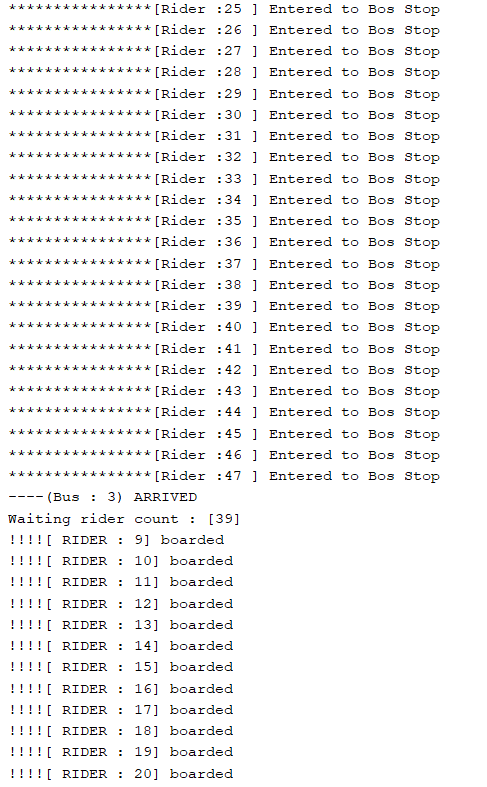 ****************[Rider :25 ] Entered to Bos Stop
****************[Rider :26 ] Entered to Bos Stop
****************[Rider :27 ] Entered to Bos Stop
****************[Rider :28 ] Entered to Bos Stop
****************[Rider :29 ] Entered to Bos Stop
****************[Rider :30 ] Entered to Bos Stop
****************[Rider :31 ] Entered to Bos Stop
****************[Rider :32 ] Entered to Bos Stop
****************[Rider :33 ] Entered to Bos Stop
****************[Rider :34 ] Entered to Bos Stop
****************[Rider :35 ] Entered to Bos Stop
****************[Rider :36 ] Entered to Bos Stop
****************[Rider :37 ] Entered to Bos Stop
****************[Rider :38 ] Entered to Bos Stop
****************[Rider :39 ] Entered to Bos Stop
****************[Rider :40 ] Entered to Bos Stop
****************[Rider :41 ] Entered to Bos Stop
****************[Rider :42 ] Entered to Bos Stop
****************[Rider :43 ] Entered to Bos Stop
****************[Rider :44 ] Entered to Bos Stop
****************[Rider :45 ] Entered to Bos Stop
****************[Rider :46 ] Entered to Bos Stop
****************[Rider :47 ] Entered to Bos Stop
----(Bus : 3) ARRIVED
Waiting rider count : [39]
!!!![ RIDER : 9] boarded
!!!![ RIDER : 10] boarded
!!!![ RIDER : 11] boarded
!!!![ RIDER : 12] boarded
!!!![ RIDER : 13] boarded
!!!![ RIDER : 14] boarded
!!!![ RIDER : 15] boarded
!!!![ RIDER : 16] boarded
!!!![ RIDER : 17] boarded
!!!![ RIDER : 18] boarded
!!!![ RIDER : 19] boarded
!!!![ RIDER : 20] boarded